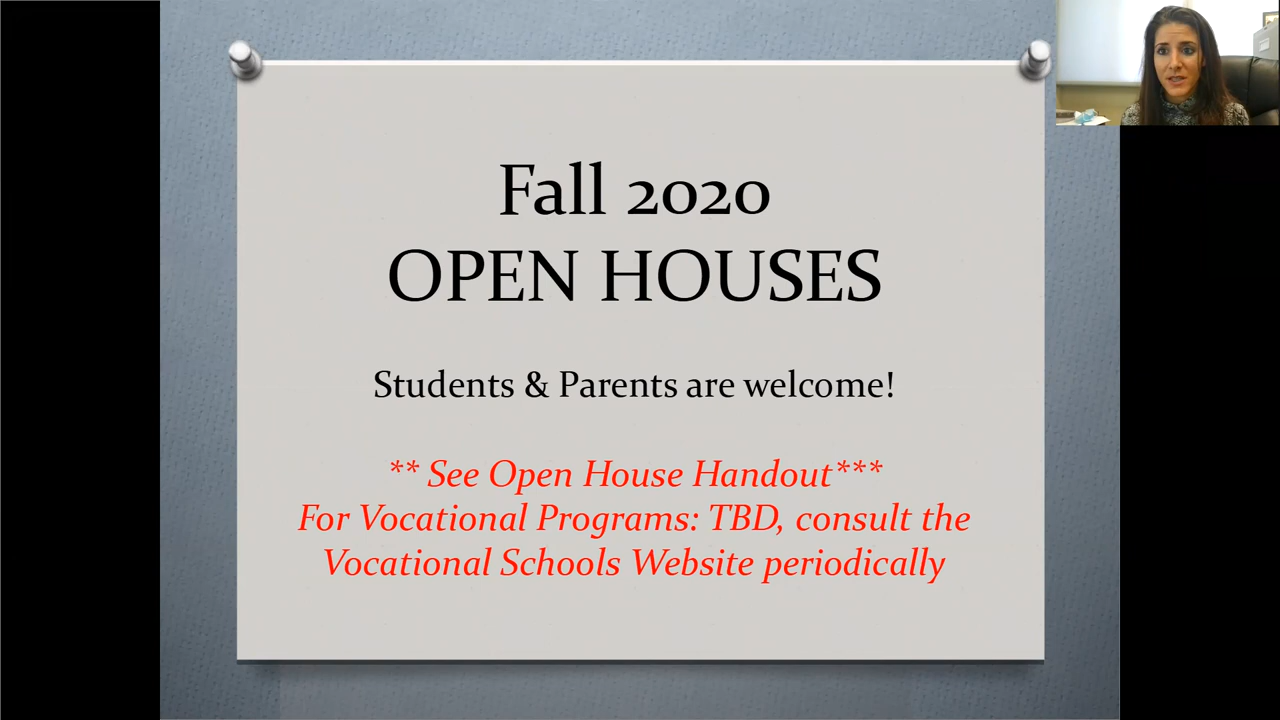 Fall 2020
OPEN HOUSES
Students & Parents are welcome!
** See Open House Handout***
For Vocational Programs: TBD, consult the
Vocational Schools Website periodically